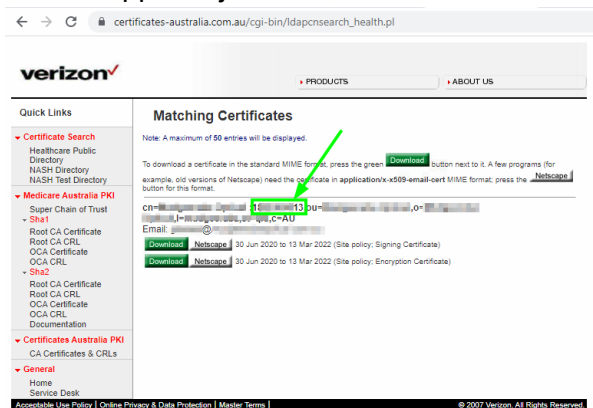 certificates-australia.com.au/cgi-bin/ldapcnsearch_health.pl
verizon
PRODUCTS
ABOUT US
Quick Links
Certificate Search
Healthcare Public
Directory
NASH Directory
NASH Test Directory
Medicare Australia PKI
Super Chain of Trust
Sha1
Root CA Certificate
Root CA CRL
OCA Certificate
OCA CRL
Sha2
Root CA Certificate
Root CA CRL
OCA Certificate
OCA CRL
Documentation
Certificates Australia PKI
CA Certificates & CRLs
General
Home
Service Desk
Matching Certificates
Note: A maximum of 50 entries will be displayed.
To download a certificate in the standard MIME format, press the green Download button next to it. A few programs (for
example, old versions of Netscape) need the certificate in application/x-x509-email-cert MIME format; press the Netscape
button for this format.
cn= :18 13,ou= ,o=
,c=AU
Email: @
Download Netscape 30 Jun 2020 to 13 Mar 2022 (Site policy; Signing Certificate)
Download Netscape 30 Jun 2020 to 13 Mar 2022 (Site policy; Encryption Certificate)
Acceptable Use Policy | Online Privacy & Data Protection | Master Terms |
© 2007 Verizon. All Rights Reserved.